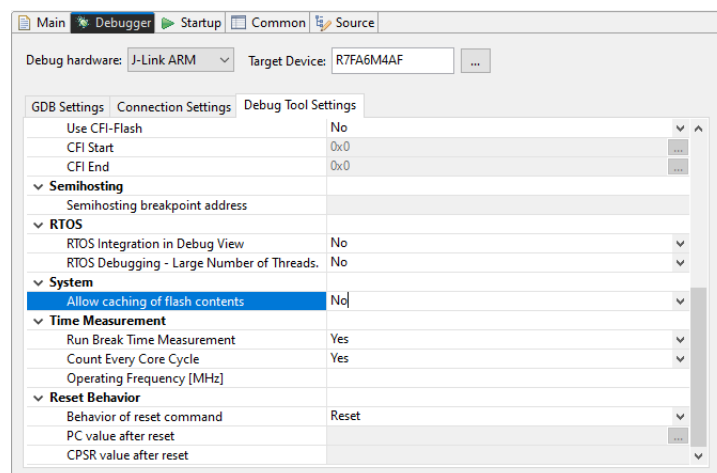 Main Debugger Startup Common Source
Debug hardware: J-Link ARM Target Device: R7FA6M4AF ...
GDB Settings Connection Settings Debug Tool Settings
Use CFI-Flash No
CFI Start 0x0 ...
CFI End 0x0 ...
Semihosting
Semihosting breakpoint address
RTOS
RTOS Integration in Debug View No
RTOS Debugging - Large Number of Threads. No
System
Allow caching of flash contents No
Time Measurement
Run Break Time Measurement Yes
Count Every Core Cycle Yes
Operating Frequency [MHz]
Reset Behavior
Behavior of reset command Reset
PC value after reset ...
CPSR value after reset